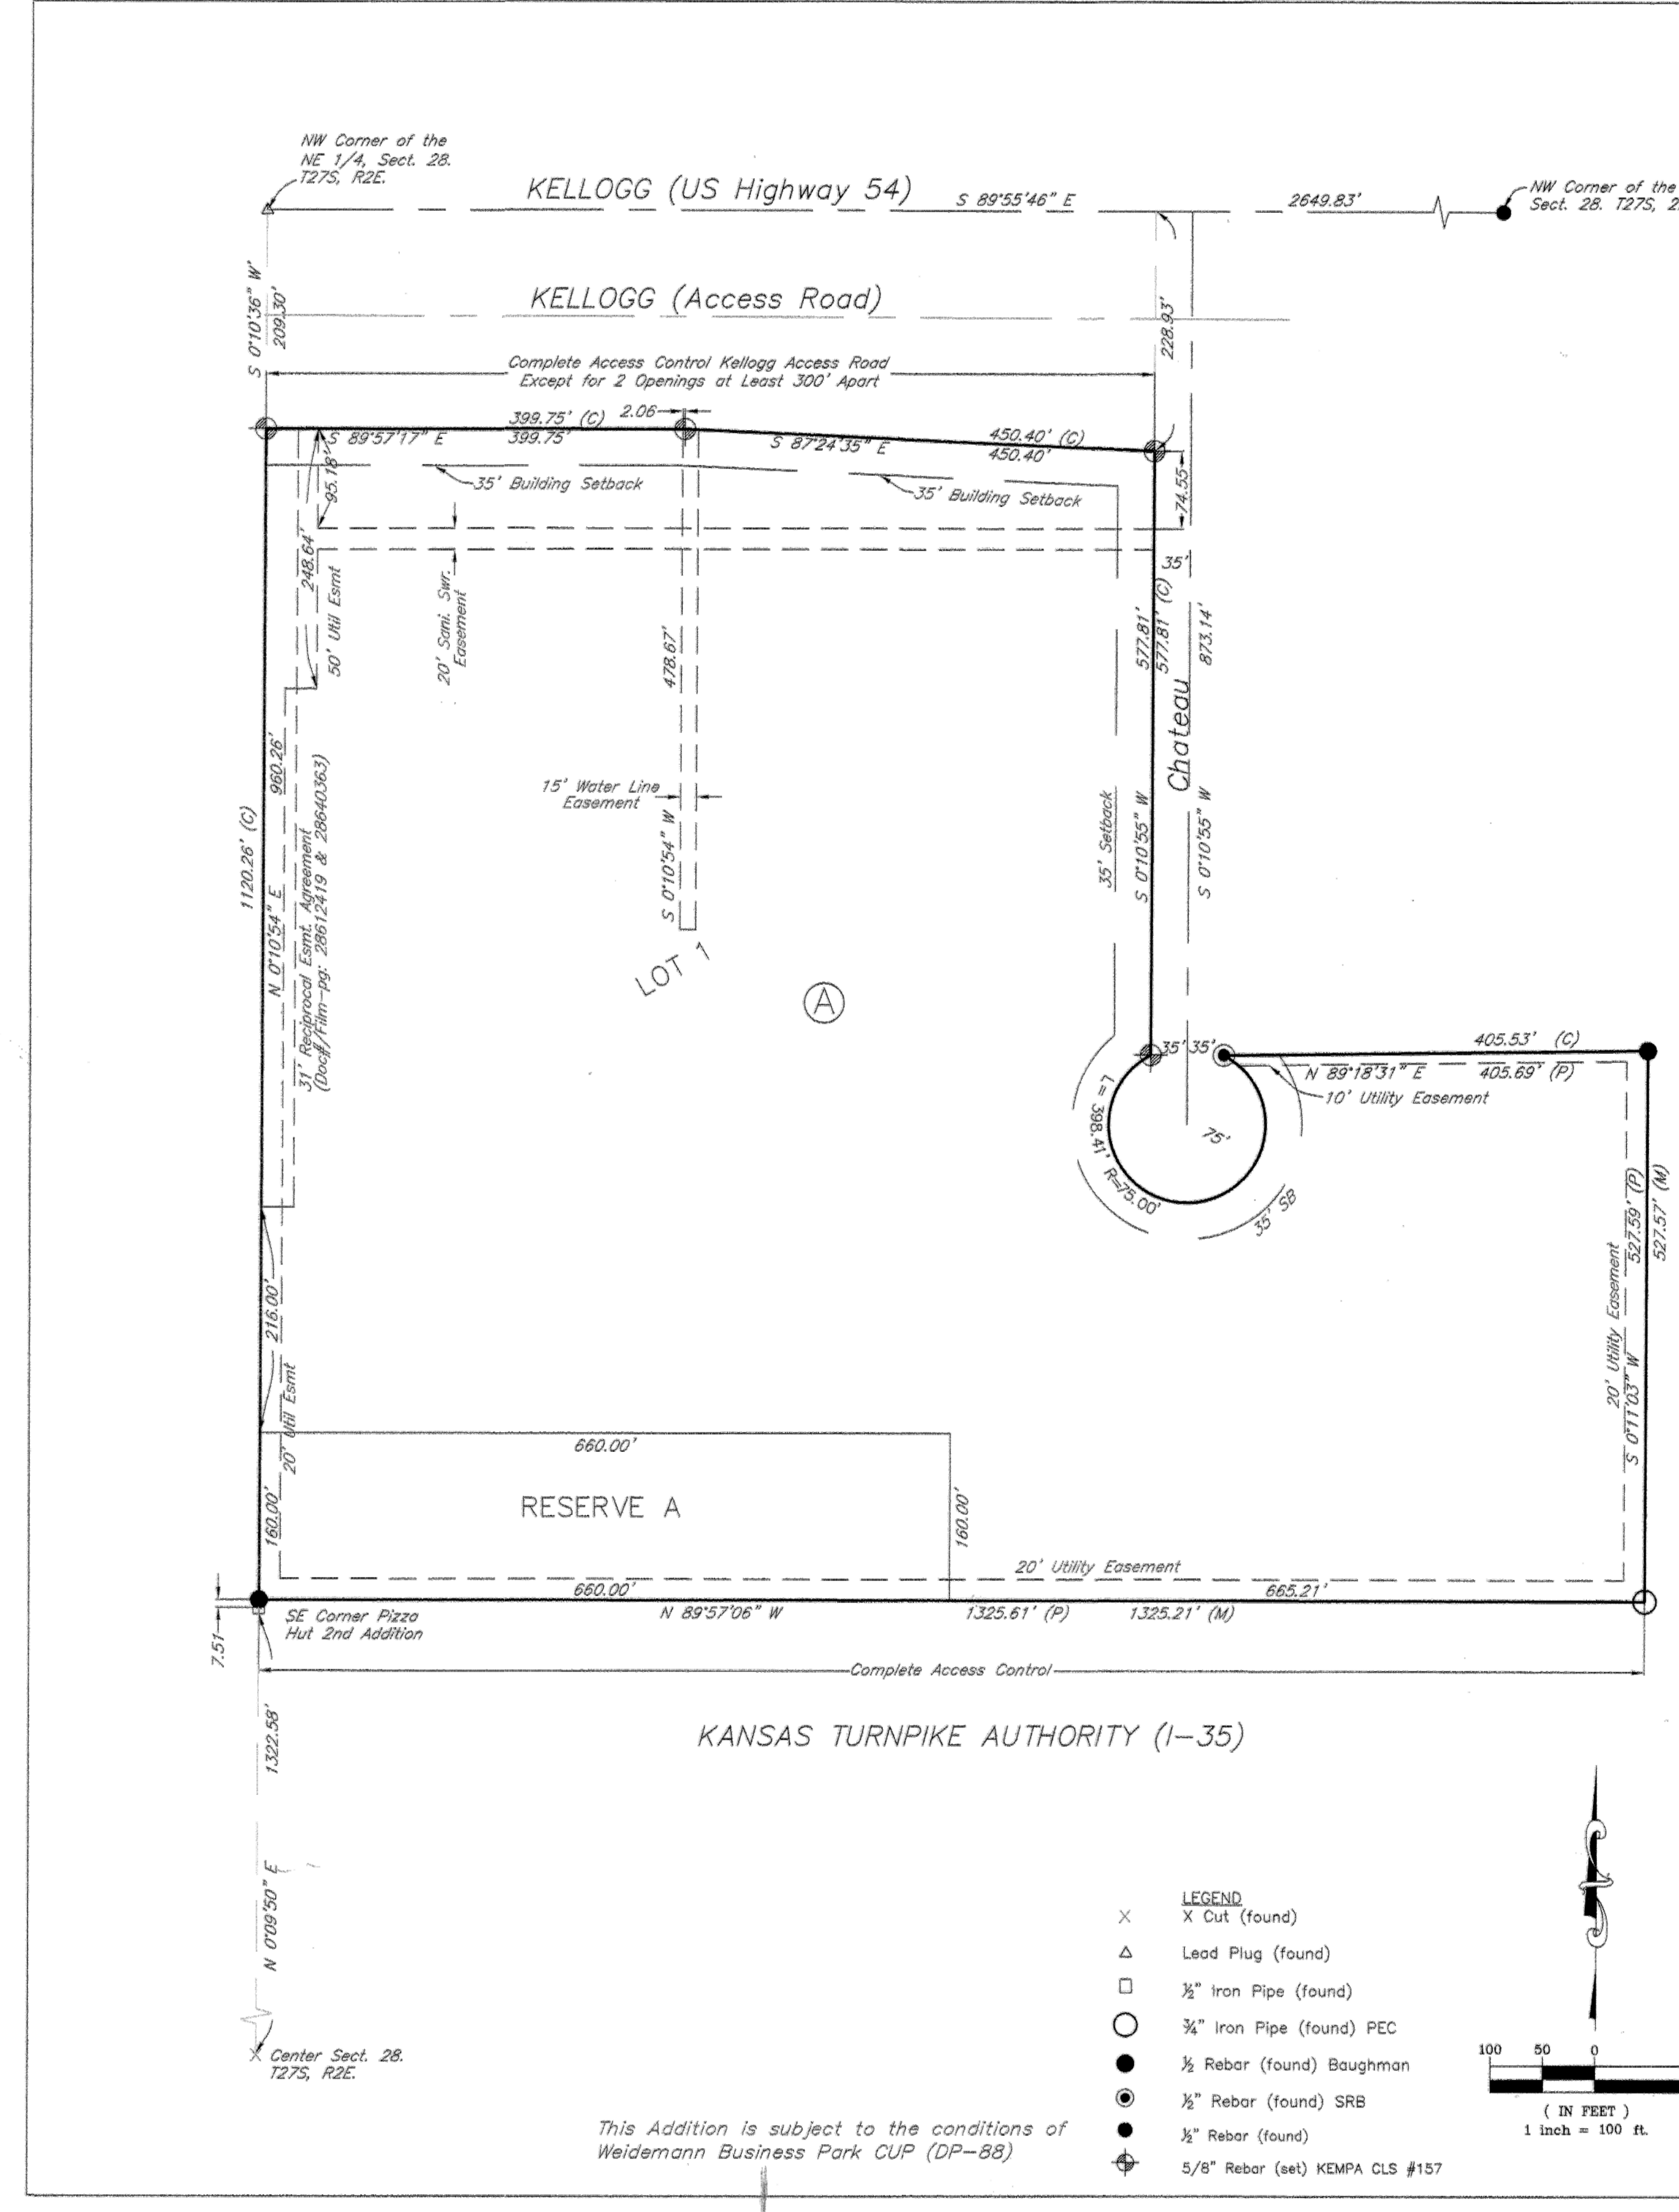 NW Corner of the
NE 1/4, Sect. 28.
T27S, R2E.
KELLOGG (US Highway 54)
S 89°55'46" E
2649.83'
NW Corner of the
Sect. 28. T27S, 2
S 0°10'36" W
209.30'
KELLOGG (Access Road)
228.93'
Complete Access Control Kellogg Access Road
Except for 2 Openings at Least 300' Apart
399.75' (C)
2.06
S 89°57'17" E
399.75'
S 87°24'35" E
450.40' (C)
450.40'
95.18'
35' Building Setback
35' Building Setback
74.55
248.64'
50' Util Esmt
20' Sani. Swr.
Easement
478.67'
35'
577.81'
577.81' (C)
873.14'
Chateau
960.26'
1120.26' (C)
N 0°10'54" E
31' Reciprocal Esmt. Agreement
(Doc#/Film-pg: 28612419 & 28640363)
15' Water Line
Easement
S 0°10'54" W
35' Setback
S 0°10'55" W
S 0°10'55" W
LOT 1
A
35'
35'
405.53' (C)
N 89°18'31" E
405.69' (P)
10' Utility Easement
L= 398.41' R=75.00'
75'
35' SB
527.59' (P)
527.57' (M)
20' Utility Easement
S 0°11'03" W
216.00'
20' Util Esmt
660.00'
RESERVE A
160.00'
160.00'
20' Utility Easement
660.00'
665.21'
7.51
SE Corner Pizza
Hut 2nd Addition
N 89°57'06" W
1325.61' (P)
1325.21' (M)
Complete Access Control
1322.58'
KANSAS TURNPIKE AUTHORITY (I-35)
N 0°09'50" E
Center Sect. 28.
T27S, R2E.
LEGEND
X Cut (found)
Lead Plug (found)
½" Iron Pipe (found)
¾" Iron Pipe (found) PEC
½ Rebar (found) Baughman
½" Rebar (found) SRB
½" Rebar (found)
5/8" Rebar (set) KEMPA CLS #157
100 50 0
( IN FEET )
1 inch = 100 ft.
This Addition is subject to the conditions of
Weidemann Business Park CUP (DP-88)